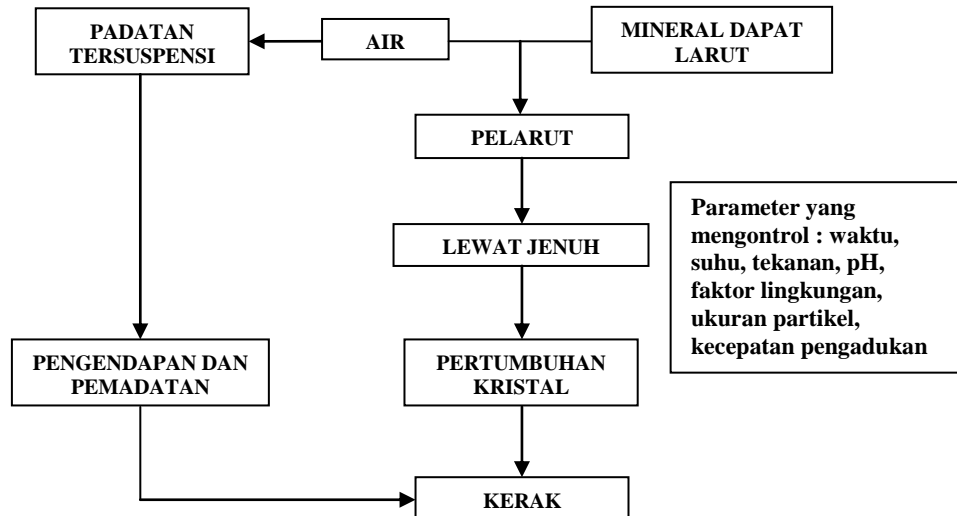 PADATAN
TERSUSPENSI
AIR
MINERAL DAPAT
LARUT
PELARUT
LEWAT JENUH
Parameter yang
mengontrol : waktu,
suhu, tekanan, pH,
faktor lingkungan,
ukuran partikel,
kecepatan pengadukan
PENGENDAPAN DAN
PEMADATAN
PERTUMBUHAN
KRISTAL
KERAK